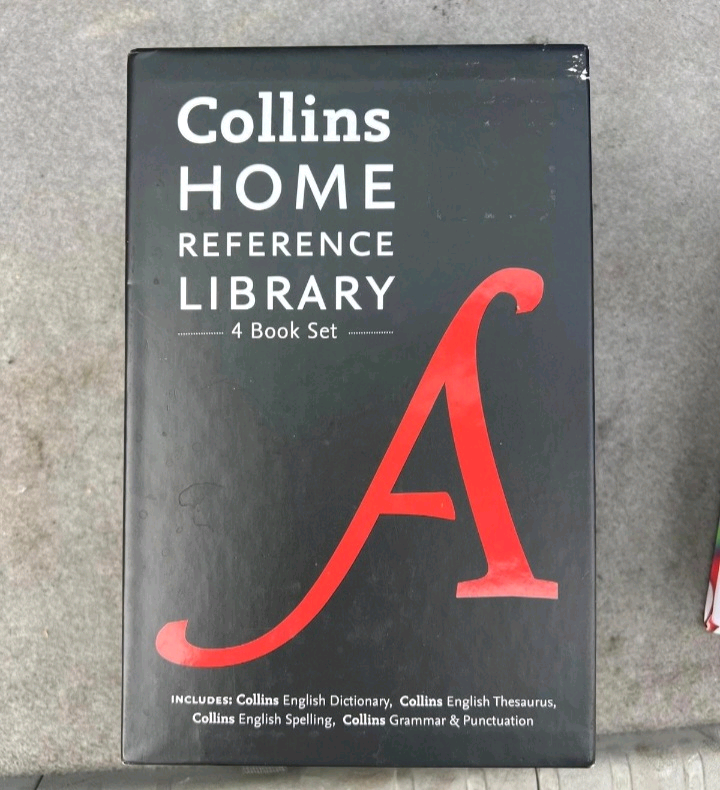 Collins
HOME
REFERENCE
LIBRARY
4 Book Set
A
INCLUDES: Collins English Dictionary, Collins English Thesaurus,
Collins English Spelling, Collins Grammar & Punctuation